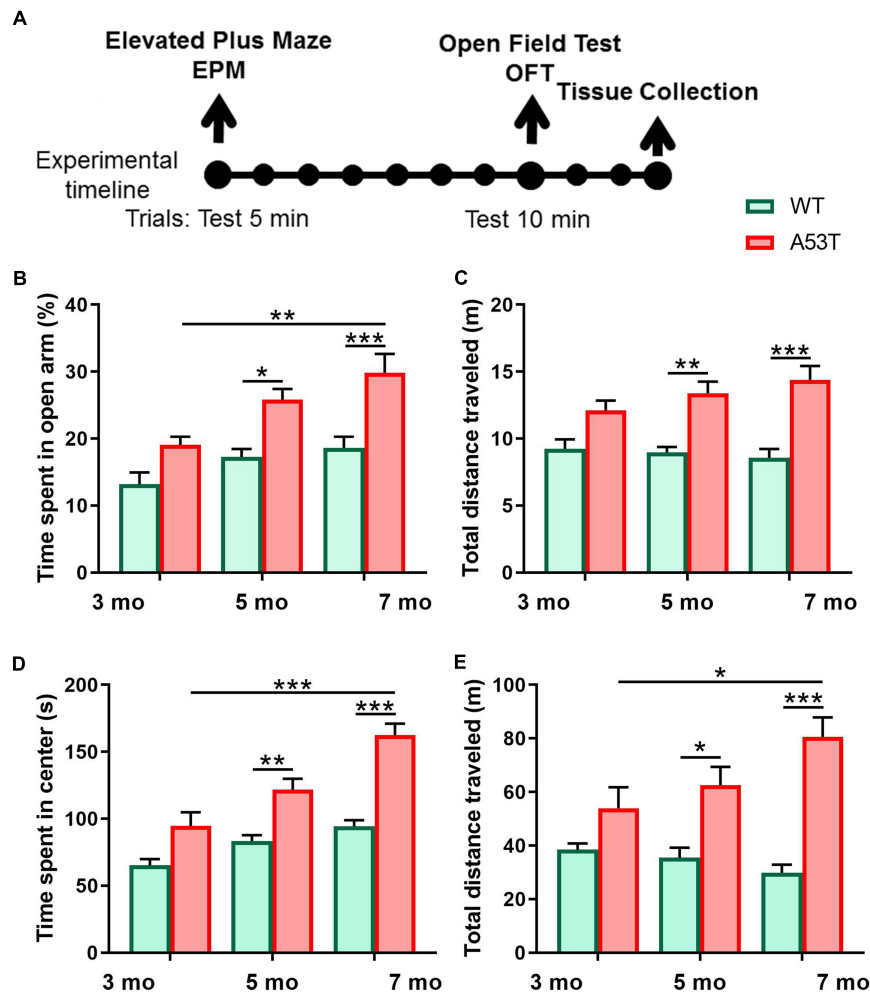 A
Elevated Plus Maze
EPM
Open Field Test
OFT
Tissue Collection
Experimental
timeline
Trials: Test 5 min
Test 10 min
WT
A53T
B
Time spent in open arm (%)
40
30
20
10
0
**
*
***
3 mo
5 mo
7 mo
C
Total distance traveled (m)
20
15
10
5
0
**
***
3 mo
5 mo
7 mo
D
Time spent in center (s)
200
150
100
50
0
***
**
***
3 mo
5 mo
7 mo
E
Total distance traveled (m)
100
80
60
40
20
0
*
*
***
3 mo
5 mo
7 mo